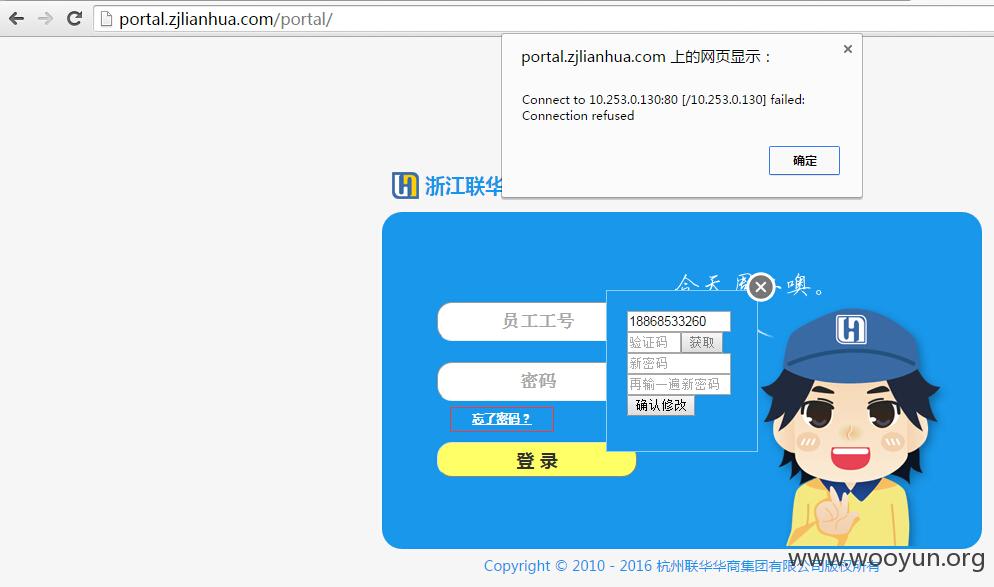 portal.zjlianhua.com/portal/
portal.zjlianhua.com 上的网页显示：
Connect to 10.253.0.130:80 [/10.253.0.130] failed:
Connection refused
确定
浙江联华
今天 周 噢。
员工工号
18868533260
验证码 获取
新密码
密码
再输一遍新密码
确认修改
忘了密码？
登 录
Copyright © 2010 - 2016 杭州联华华商集团有限公司版权所有
www.wooyun.org